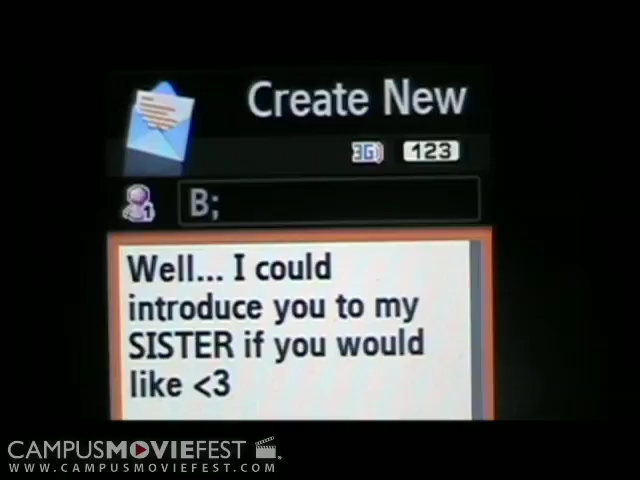 Create New
3G 123
1
B;
Well... I could
introduce you to my
SISTER if you would
like <3
CAMPUSMOVIEFEST
WWW.CAMPUSMOVIEFEST.COM